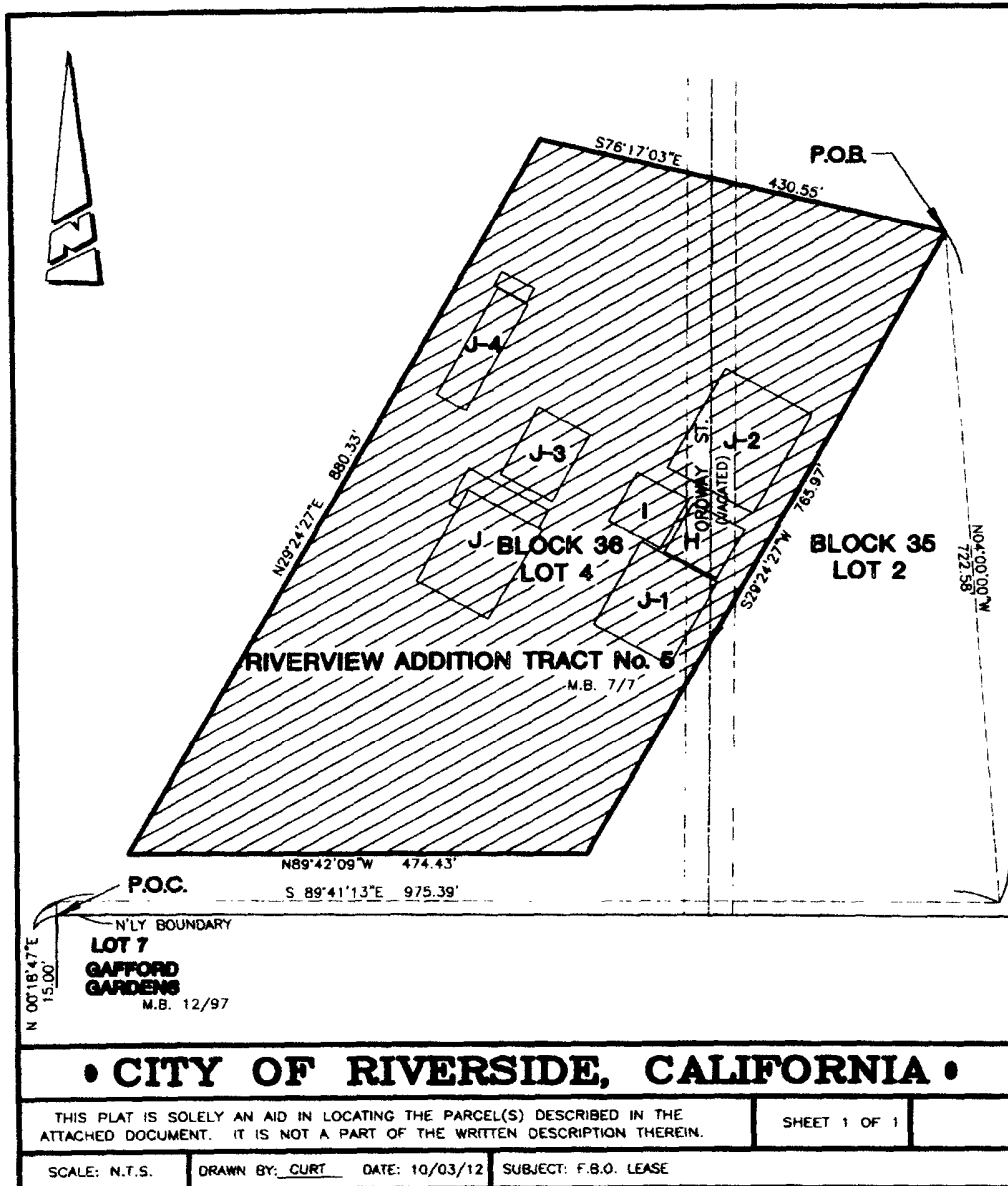 S76°17'03"E
430.55'
P.O.B.
N
J-4
J-3
J-2
ORDWAY ST.
(VACATED)
880.33'
N29°24'27"E
765.97'
S29°24'27"W
I
H
J
J-1
BLOCK 36
LOT 4
BLOCK 35
LOT 2
N04°00'00"W
722.58'
RIVERVIEW ADDITION TRACT No. 5
M.B. 7/7
N89°42'09"W 474.43'
S 89°41'13"E 975.39'
P.O.C.
N'LY BOUNDARY
N 00°18'47"E
15.00'
LOT 7
GAFFORD
GARDENS
M.B. 12/97
• CITY OF RIVERSIDE, CALIFORNIA •
THIS PLAT IS SOLELY AN AID IN LOCATING THE PARCEL(S) DESCRIBED IN THE
ATTACHED DOCUMENT. IT IS NOT A PART OF THE WRITTEN DESCRIPTION THEREIN.
SHEET 1 OF 1
SCALE: N.T.S.
DRAWN BY: CURT DATE: 10/03/12
SUBJECT: F.B.O. LEASE